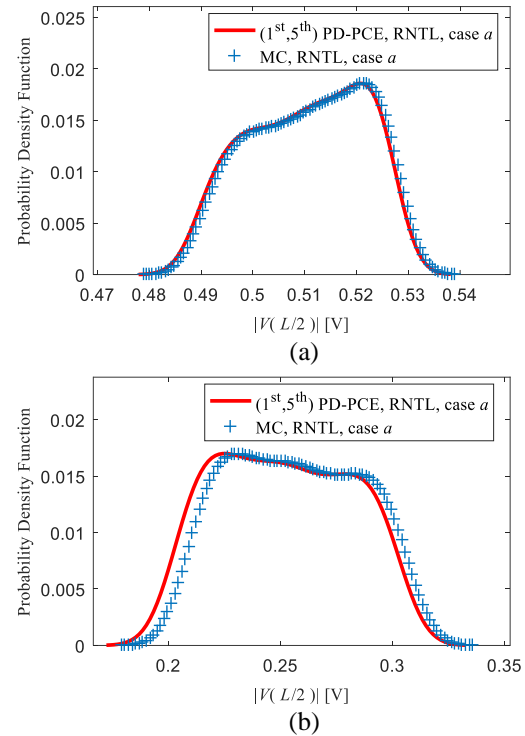 (1st,5th) PD-PCE, RNTL, case a
MC, RNTL, case a
Probability Density Function
0.025
0.02
0.015
0.01
0.005
0
0.47 0.48 0.49 0.5 0.51 0.52 0.53 0.54
|V( L/2 )| [V]
(a)
(1st,5th) PD-PCE, RNTL, case a
MC, RNTL, case a
Probability Density Function
0.02
0.015
0.01
0.005
0
0.2 0.25 0.3 0.35
|V( L/2 )| [V]
(b)